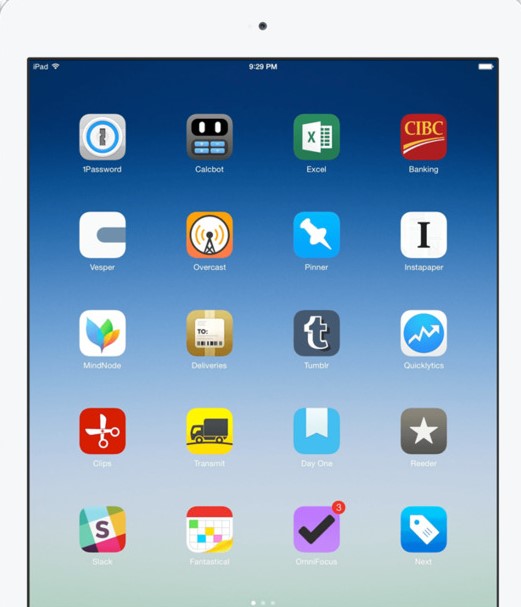 iPad 9:29 PM
CIBC
1Password Calcbot Excel Banking
I
Vesper Overcast Pinner Instapaper
TO: t
MindNode Deliveries Tumblr Quicklytics
Clips Transmit Day One Reeder
S 3
Slack Fantastical OmniFocus Next